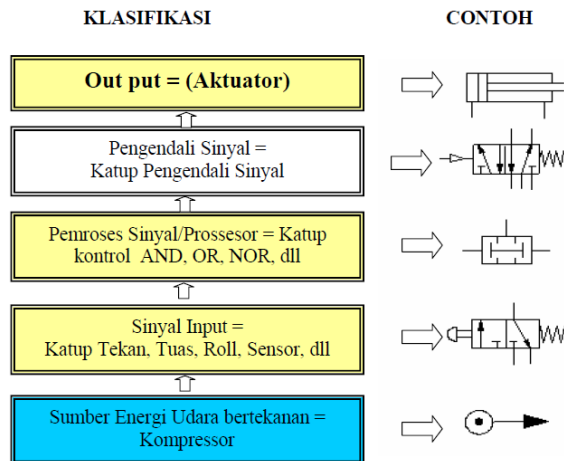 KLASIFIKASI
CONTOH
Out put = (Aktuator)
Pengendali Sinyal =
Katup Pengendali Sinyal
Pemroses Sinyal/Prossesor = Katup
kontrol AND, OR, NOR, dll
Sinyal Input =
Katup Tekan, Tuas, Roll, Sensor, dll
Sumber Energi Udara bertekanan =
Kompressor